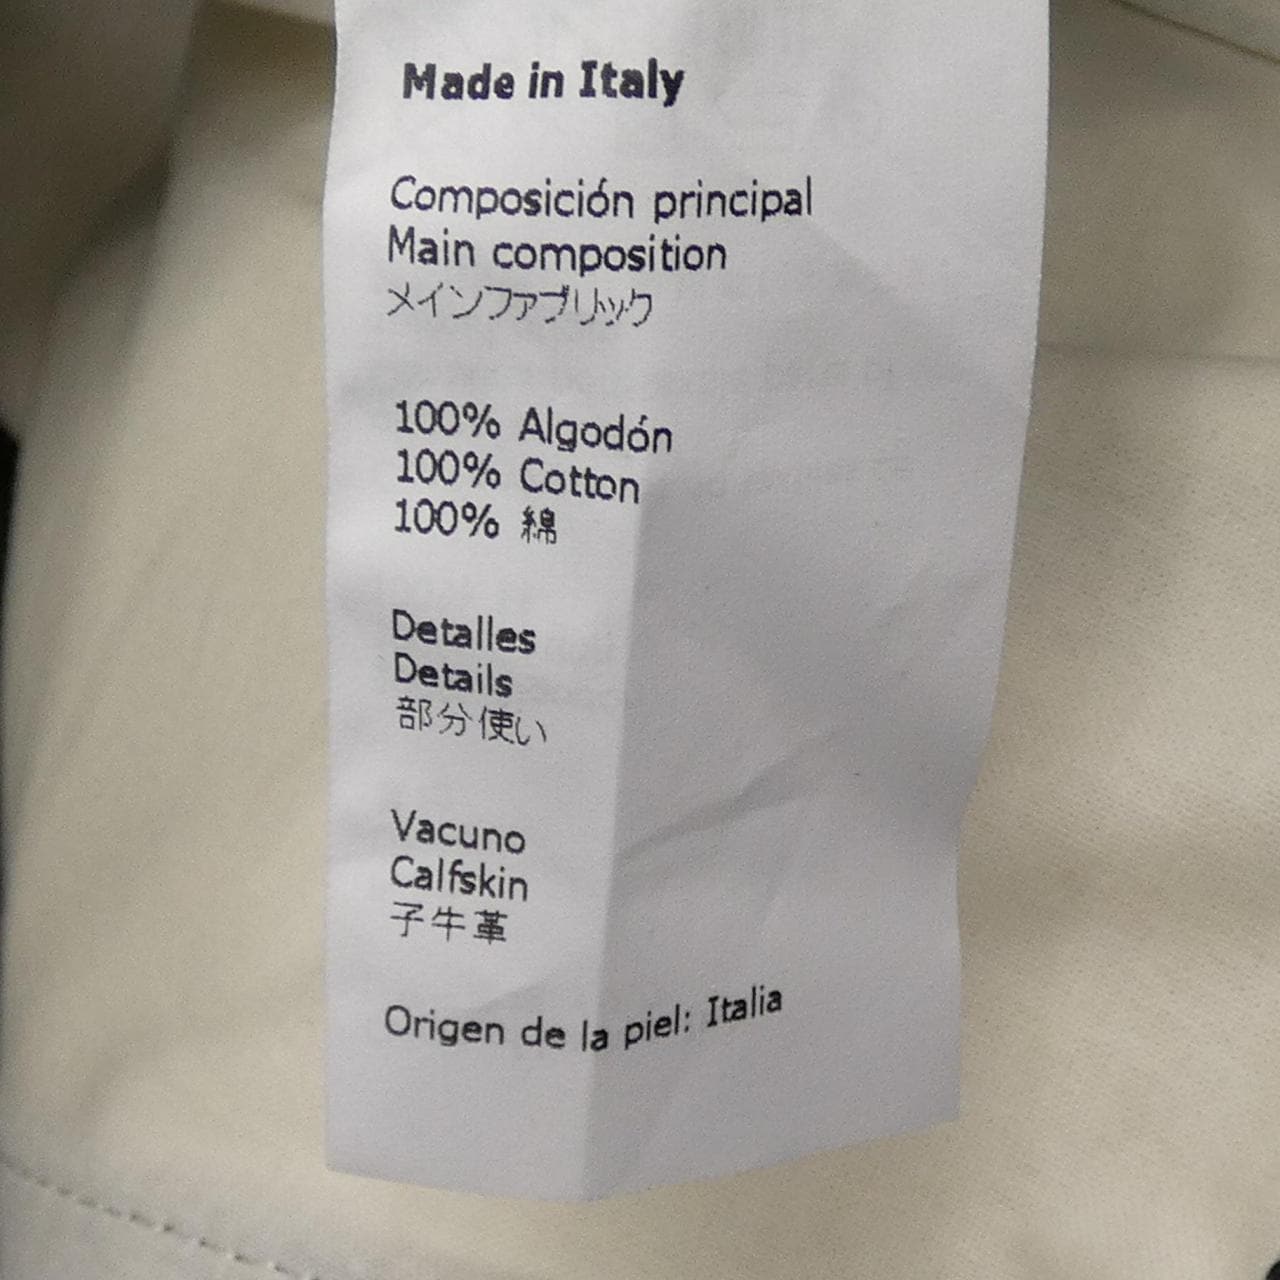 Made in Italy
Composición principal
Main composition
メインファブリック
100% Algodón
100% Cotton
100% 綿
Detalles
Details
部分使い
Vacuno
Calfskin
子牛革
Origen de la piel: Italia